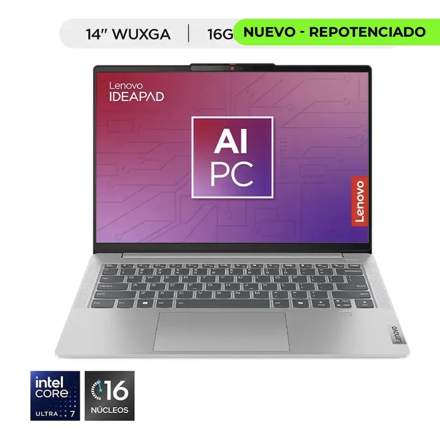 14" WUXGA | 16G
NUEVO - REPOTENCIADO
Lenovo
IDEAPAD
AI
PC
Lenovo
Lenovo
intel
CORE
ULTRA 7
16
NÚCLEOS